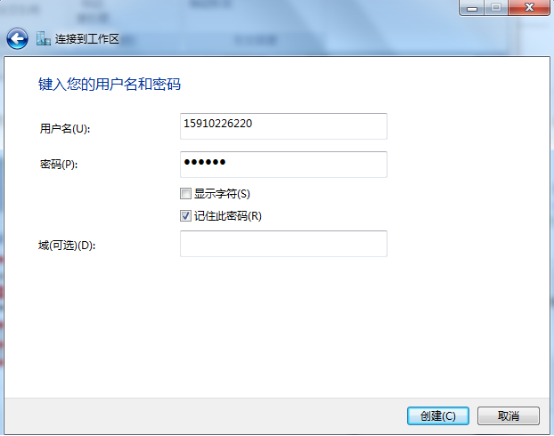 连接到工作区
键入您的用户名和密码
用户名(U):
15910226220
密码(P):
●●●●●●
显示字符(S)
记住此密码(R)
域(可选)(D):
创建(C)
取消